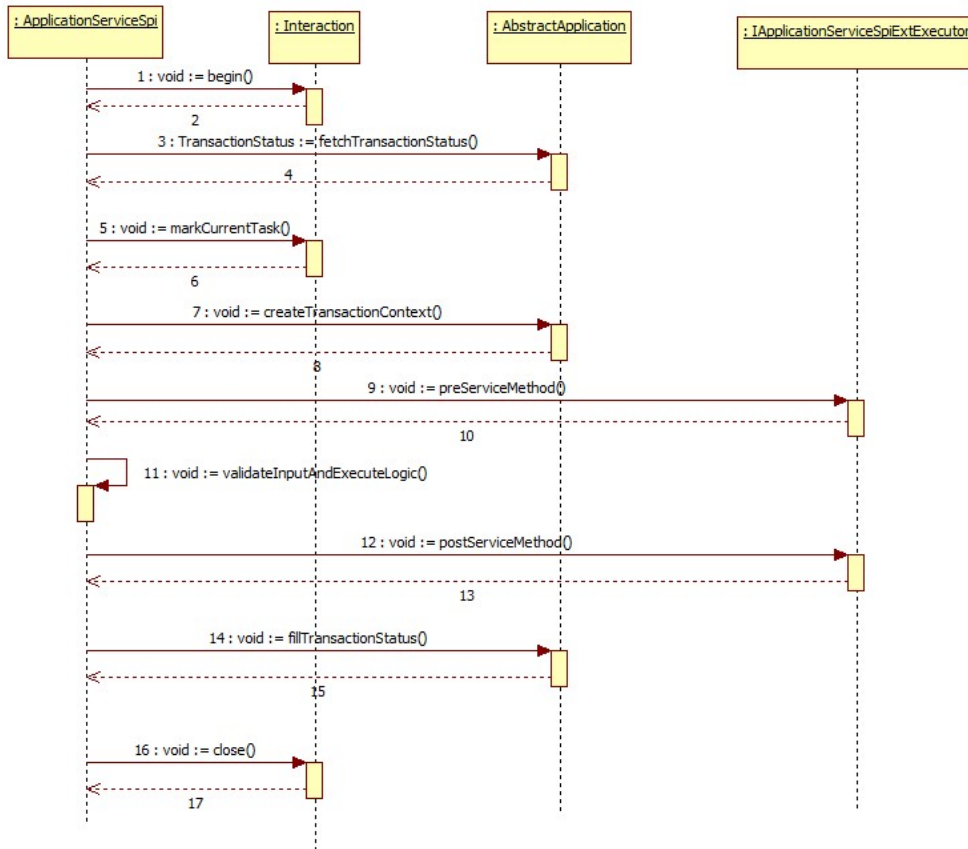 : ApplicationServiceSpi
: Interaction
: AbstractApplication
: IApplicationServiceSpiExtExecutor
1 : void := begin()
2
3 : TransactionStatus := fetchTransactionStatus()
4
5 : void := markCurrentTask()
6
7 : void := createTransactionContext()
8
9 : void := preServiceMethod()
10
11 : void := validateInputAndExecuteLogic()
12 : void := postServiceMethod()
13
14 : void := fillTransactionStatus()
15
16 : void := close()
17